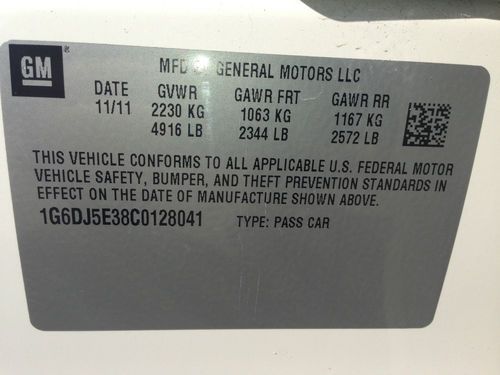 GM ®
MFD BY GENERAL MOTORS LLC
DATE GVWR GAWR FRT GAWR RR
11/11 2230 KG 1063 KG 1167 KG
4916 LB 2344 LB 2572 LB
THIS VEHICLE CONFORMS TO ALL APPLICABLE U.S. FEDERAL MOTOR
VEHICLE SAFETY, BUMPER, AND THEFT PREVENTION STANDARDS IN
EFFECT ON THE DATE OF MANUFACTURE SHOWN ABOVE.
1G6DJ5E38C0128041 TYPE: PASS CAR